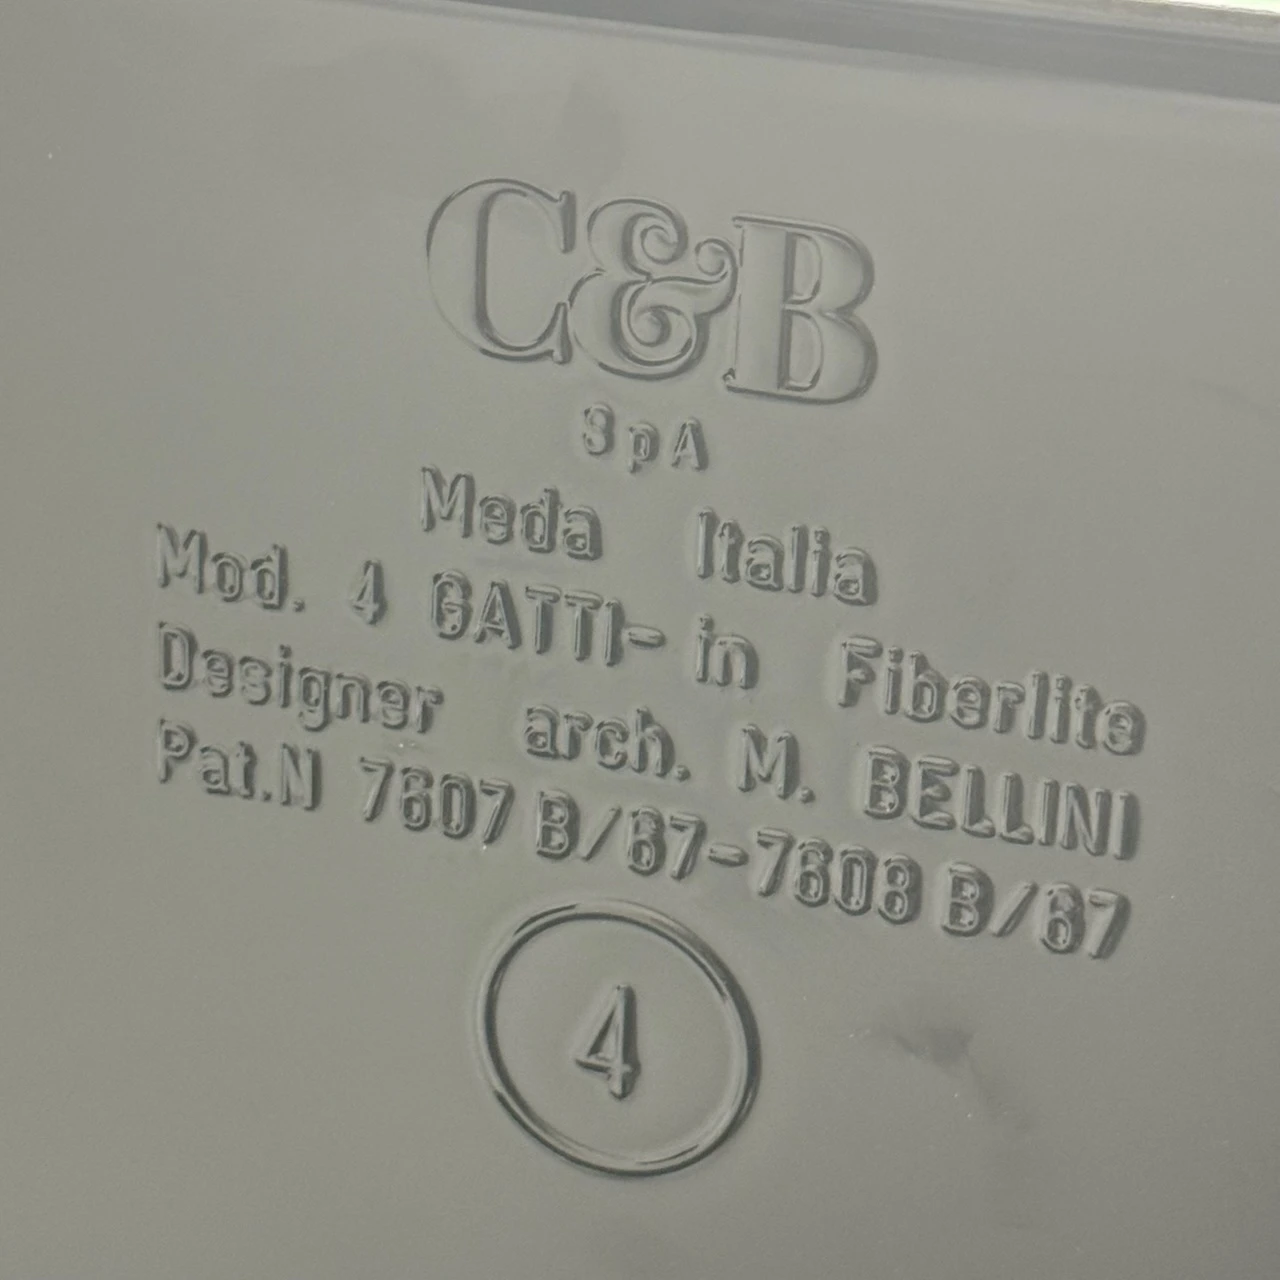 C&B
SpA
Meda Italia
Mod. 4 GATTI- in Fiberlite
Designer arch. M. BELLINI
Pat.N 7607 B/67-7608 B/67
4